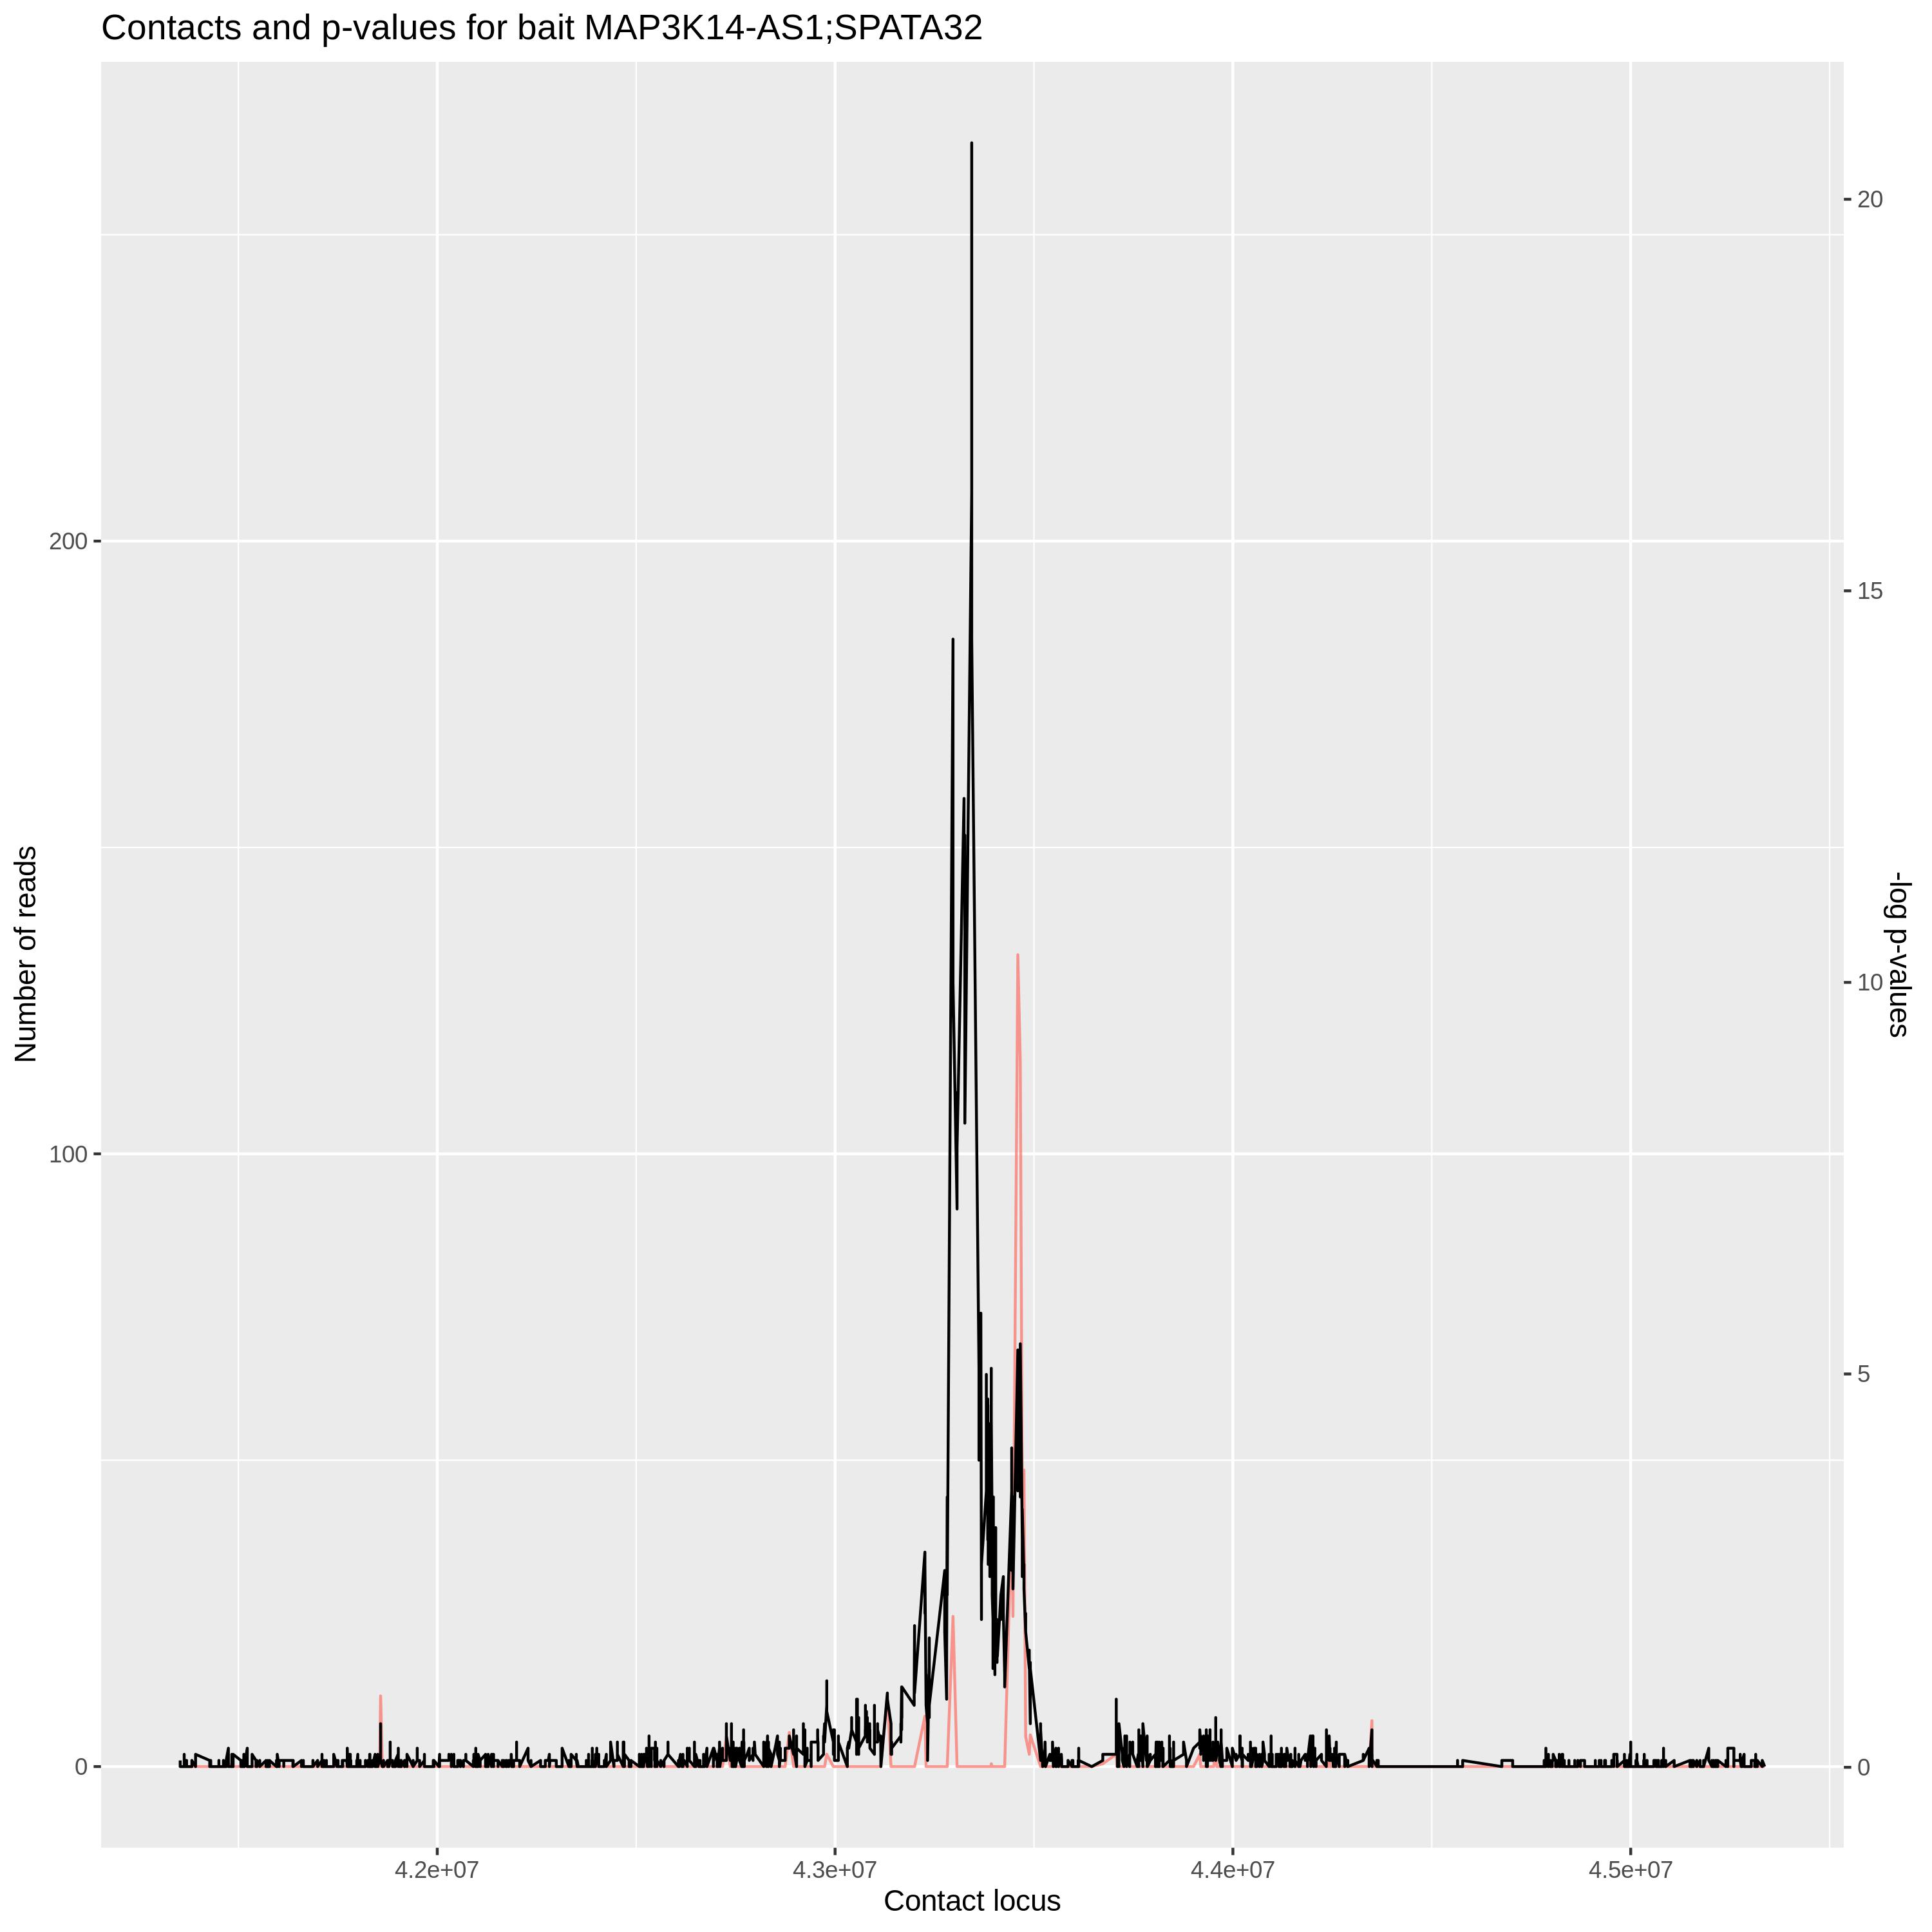 Contacts and p-values for bait MAP3K14-AS1;SPATA32
20
200
15
Number of reads
-log p-values
10
100
5
0
0
4.2e+07
4.3e+07
4.4e+07
4.5e+07
Contact locus